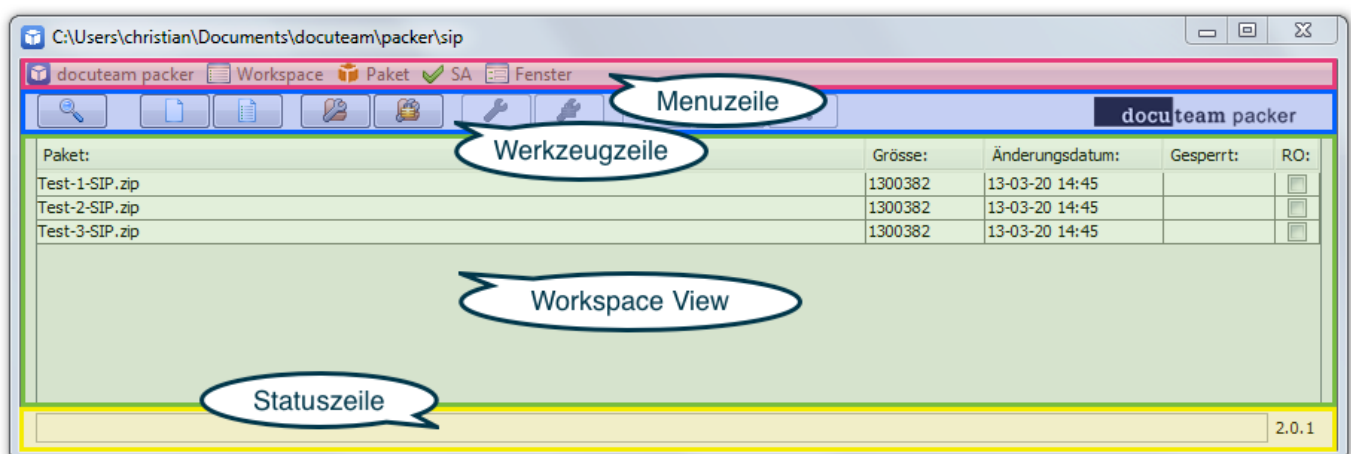 C:\Users\christian\Documents\docuteam\packer\sip
docuteam packer Workspace Paket SA Fenster
Menuzeile
docuteam packer
Werkzeugzeile
Paket: Grösse: Änderungsdatum: Gesperrt: RO:
Test-1-SIP.zip 1300382 13-03-20 14:45
Test-2-SIP.zip 1300382 13-03-20 14:45
Test-3-SIP.zip 1300382 13-03-20 14:45
Workspace View
Statuszeile
2.0.1